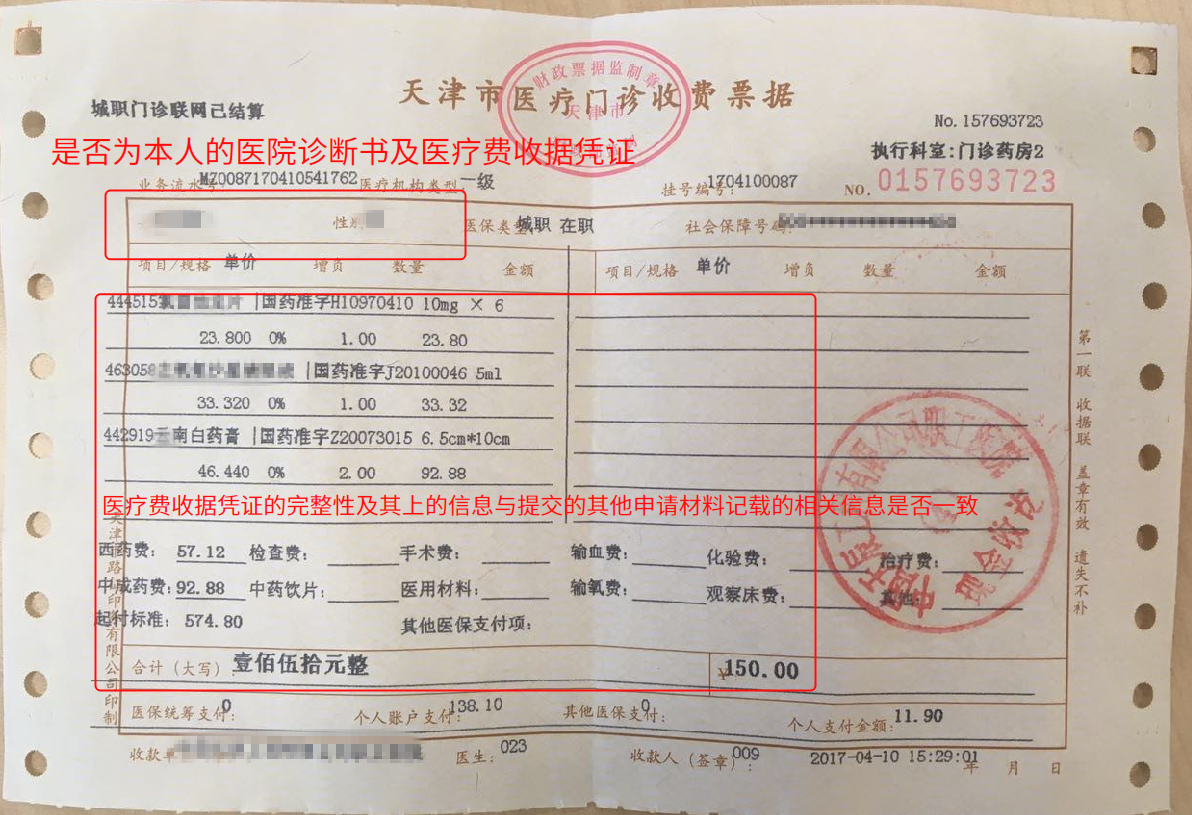 天津市医疗门诊收费票据
财政票据监制章
天津市
城职门诊联网已结算
No.157693723
是否为本人的医院诊断书及医疗费收据凭证
执行科室:门诊药房2
业务流水号 MZ0087170410541762 医疗机构类型: 一级 挂号编号: 1704100087 NO. 0157693723
性别 医保类型 城职 在职 社会保障号码:
项目/规格 单价 增负 数量 金额 项目/规格 单价 增负 数量 金额
444515 片 |国药准字H10970410 10mg × 6
23.800 0% 1.00 23.80
463058 |国药准字J20100046 5ml
33.320 0% 1.00 33.32
442919云南白药膏 |国药准字Z20073015 6.5cm*10cm
46.440 0% 2.00 92.88
医疗费收据凭证的完整性及其上的信息与提交的其他申请材料记载的相关信息是否一致
西药费: 57.12 检查费: 手术费: 输血费: 化验费: 治疗费:
中成药费: 92.88 中药饮片: 医用材料: 输氧费: 观察床费: 其他:
起付标准: 574.80 其他医保支付项:
合计（大写） 壹佰伍拾元整 ¥150.00
医保统筹支付: 0 个人账户支付: 138.10 其他医保支付: 0 个人支付金额: 11.90
收款单 医生: 023 收款人（签章） 009: 2017-04-10 15:29:01 年 月 日
第一联 收据联 盖章有效 遗失不补
有限公司职工医院
收费专用章